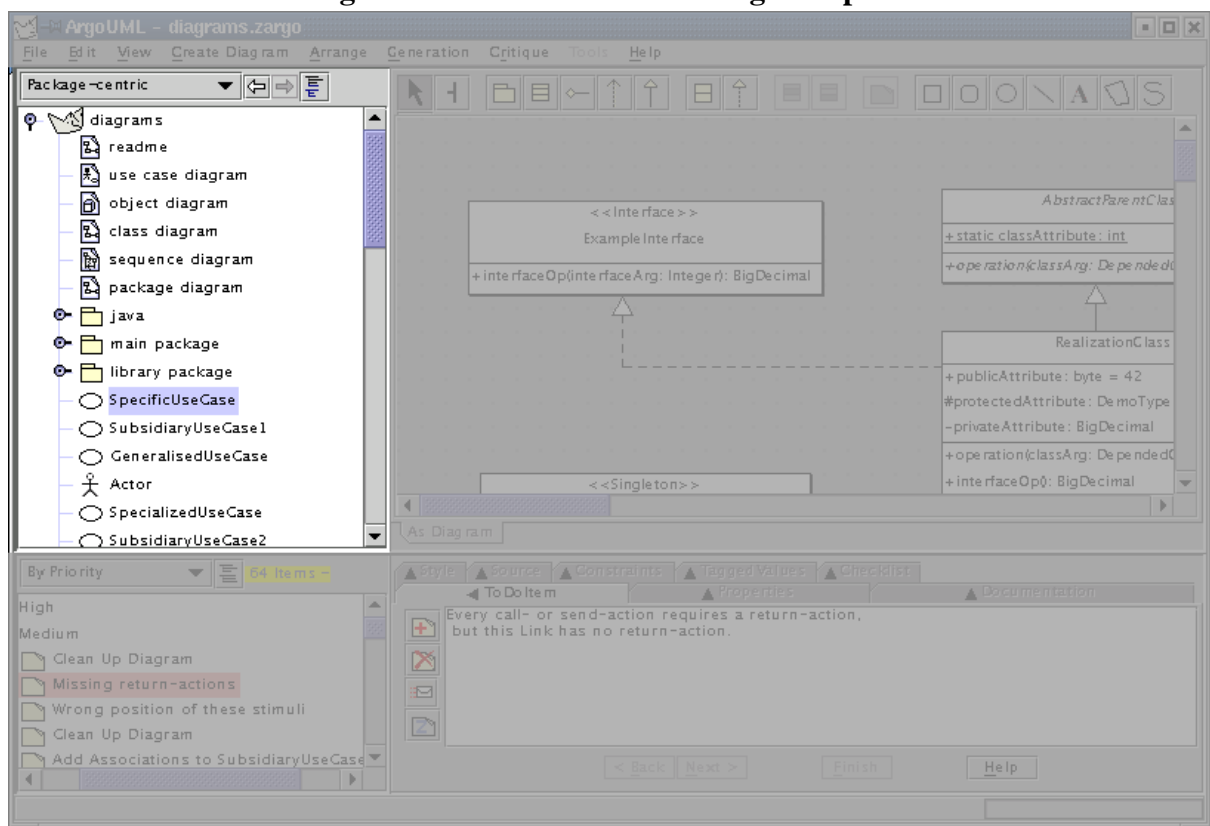 ArgoUML - diagrams.zargo
File Edit View Create Diagram Arrange Generation Critique Tools Help
Package-centric
diagrams
readme
use case diagram
object diagram
class diagram
sequence diagram
package diagram
java
main package
library package
SpecificUseCase
SubsidiaryUseCase1
GeneralisedUseCase
Actor
SpecializedUseCase
SubsidiaryUseCase2
A
<<Interface>>
ExampleInterface
+interfaceOp(interfaceArg: Integer): BigDecimal
AbstractParentClas
+static classAttribute: int
+operation(classArg: Depended
RealizationClass
+publicAttribute: byte = 42
#protectedAttribute: DemoType
-privateAttribute: BigDecimal
+operation(classArg: Depended
+interfaceOp(): BigDecimal
<<Singleton>>
As Diagram
By Priority
64 Items
High
Medium
Clean Up Diagram
Missing return-actions
Wrong position of these stimuli
Clean Up Diagram
Add Associations to SubsidiaryUseCase
Style Source Constraints Tagged Values Checklist
ToDoItem Properties Documentation
Every call- or send-action requires a return-action,
but this Link has no return-action.
< Back Next > Finish Help